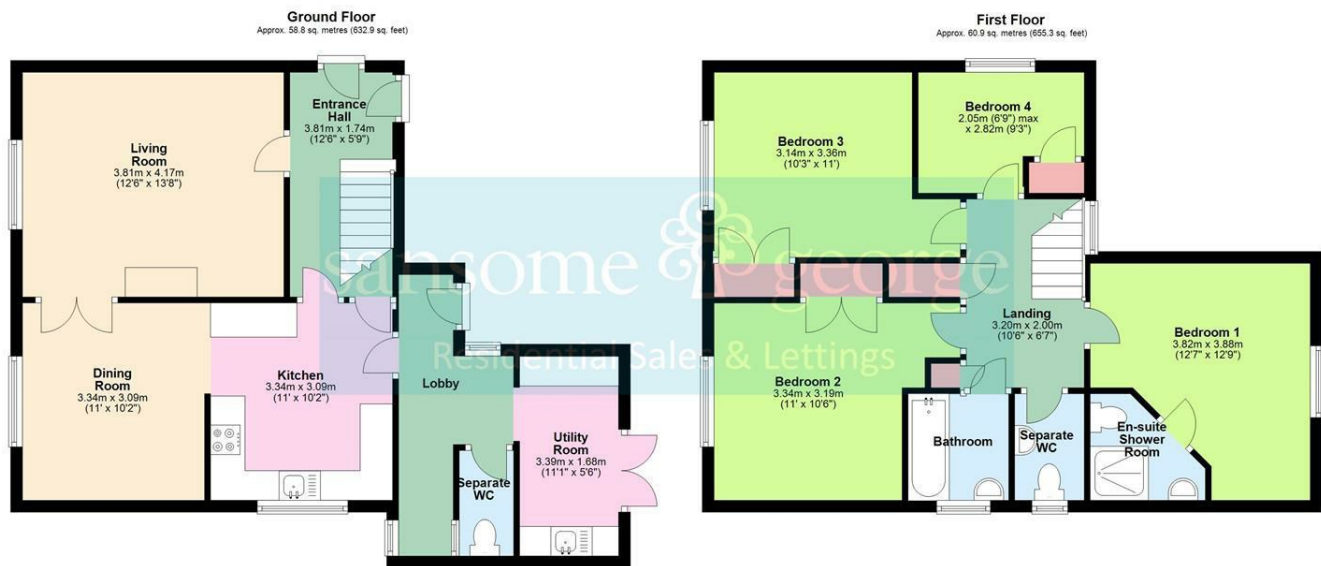 Ground Floor
Approx. 58.8 sq. metres (632.9 sq. feet)
Entrance
Hall
3.81m x 1.74m
(12'6" x 5'9")
Living
Room
3.81m x 4.17m
(12'6" x 13'8")
Dining
Room
3.34m x 3.09m
(11' x 10'2")
Kitchen
3.34m x 3.09m
(11' x 10'2")
Lobby
Utility
Room
3.39m x 1.68m
(11'1" x 5'6")
Separate
WC
First Floor
Approx. 60.9 sq. metres (655.3 sq. feet)
Bedroom 4
2.05m (6'9") max
x 2.82m (9'3")
Bedroom 3
3.14m x 3.36m
(10'3" x 11')
Landing
3.20m x 2.00m
(10'6" x 6'7")
Bedroom 1
3.82m x 3.88m
(12'7" x 12'9")
Bedroom 2
3.34m x 3.19m
(11' x 10'6")
Bathroom
Separate
WC
En-suite
Shower
Room
sansome george
Residential Sales & Lettings